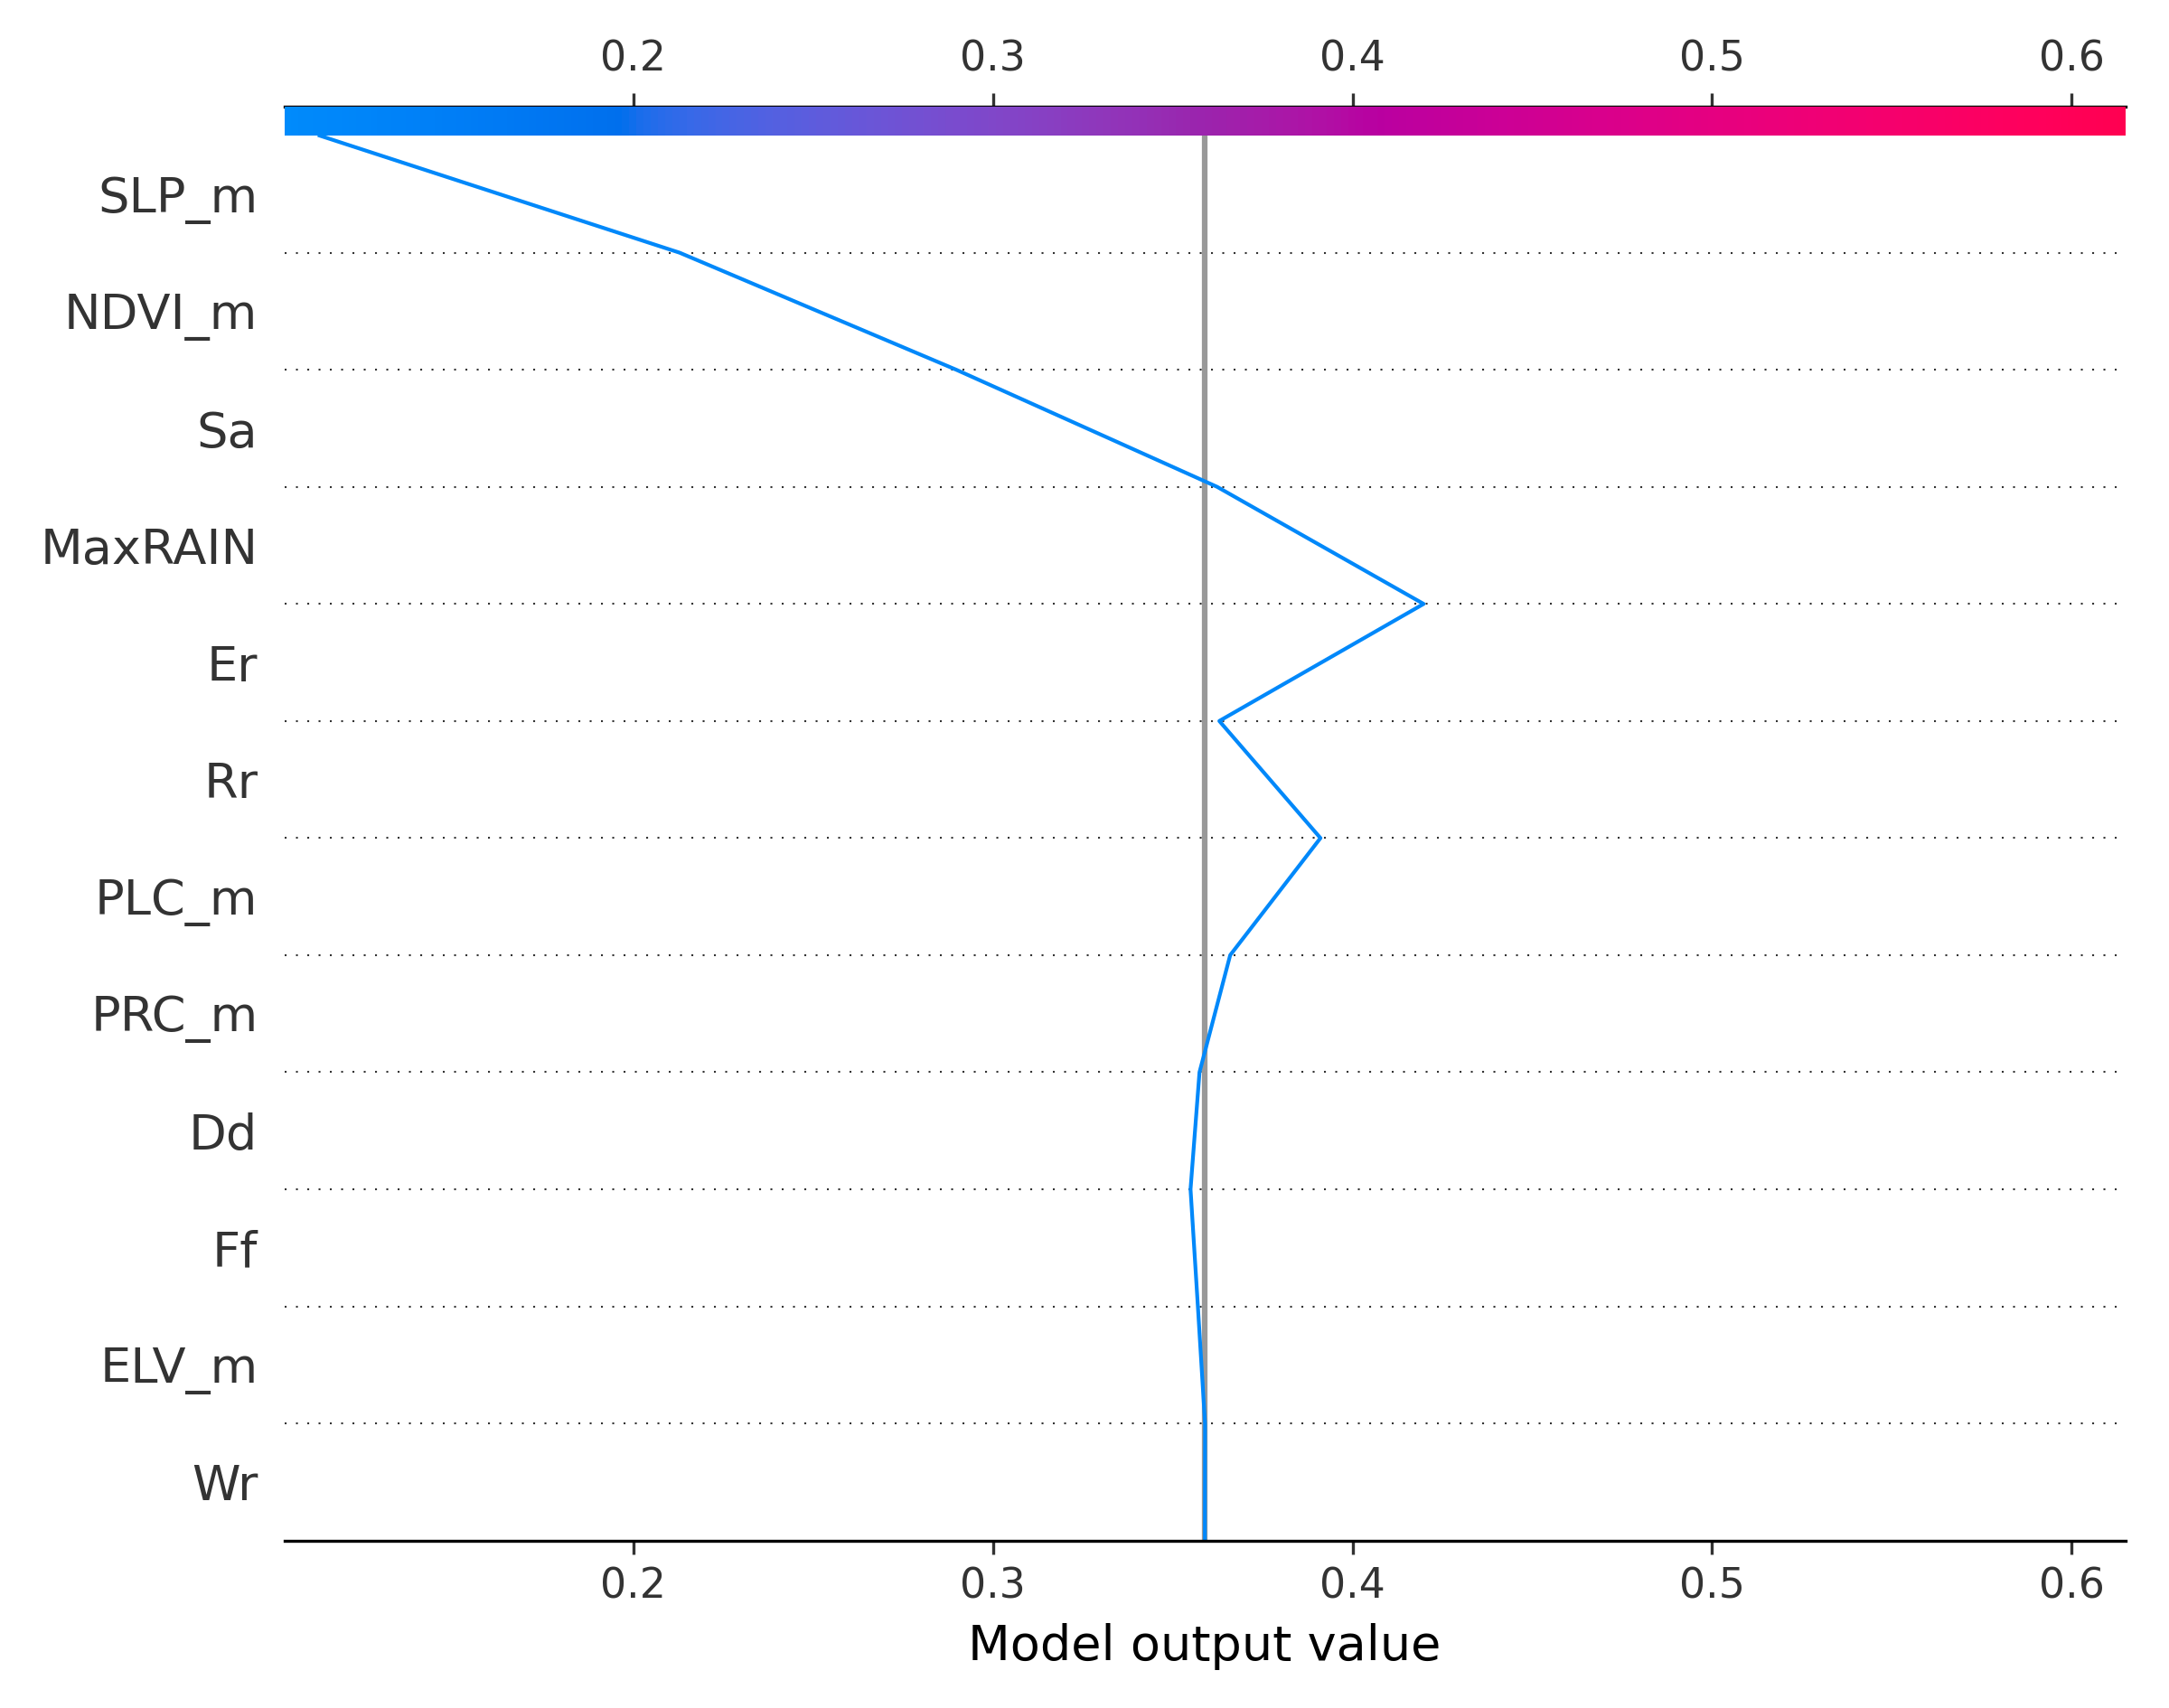 0.2 0.3 0.4 0.5 0.6
SLP_m
NDVI_m
Sa
MaxRAIN
Er
Rr
PLC_m
PRC_m
Dd
Ff
ELV_m
Wr
0.2 0.3 0.4 0.5 0.6
Model output value